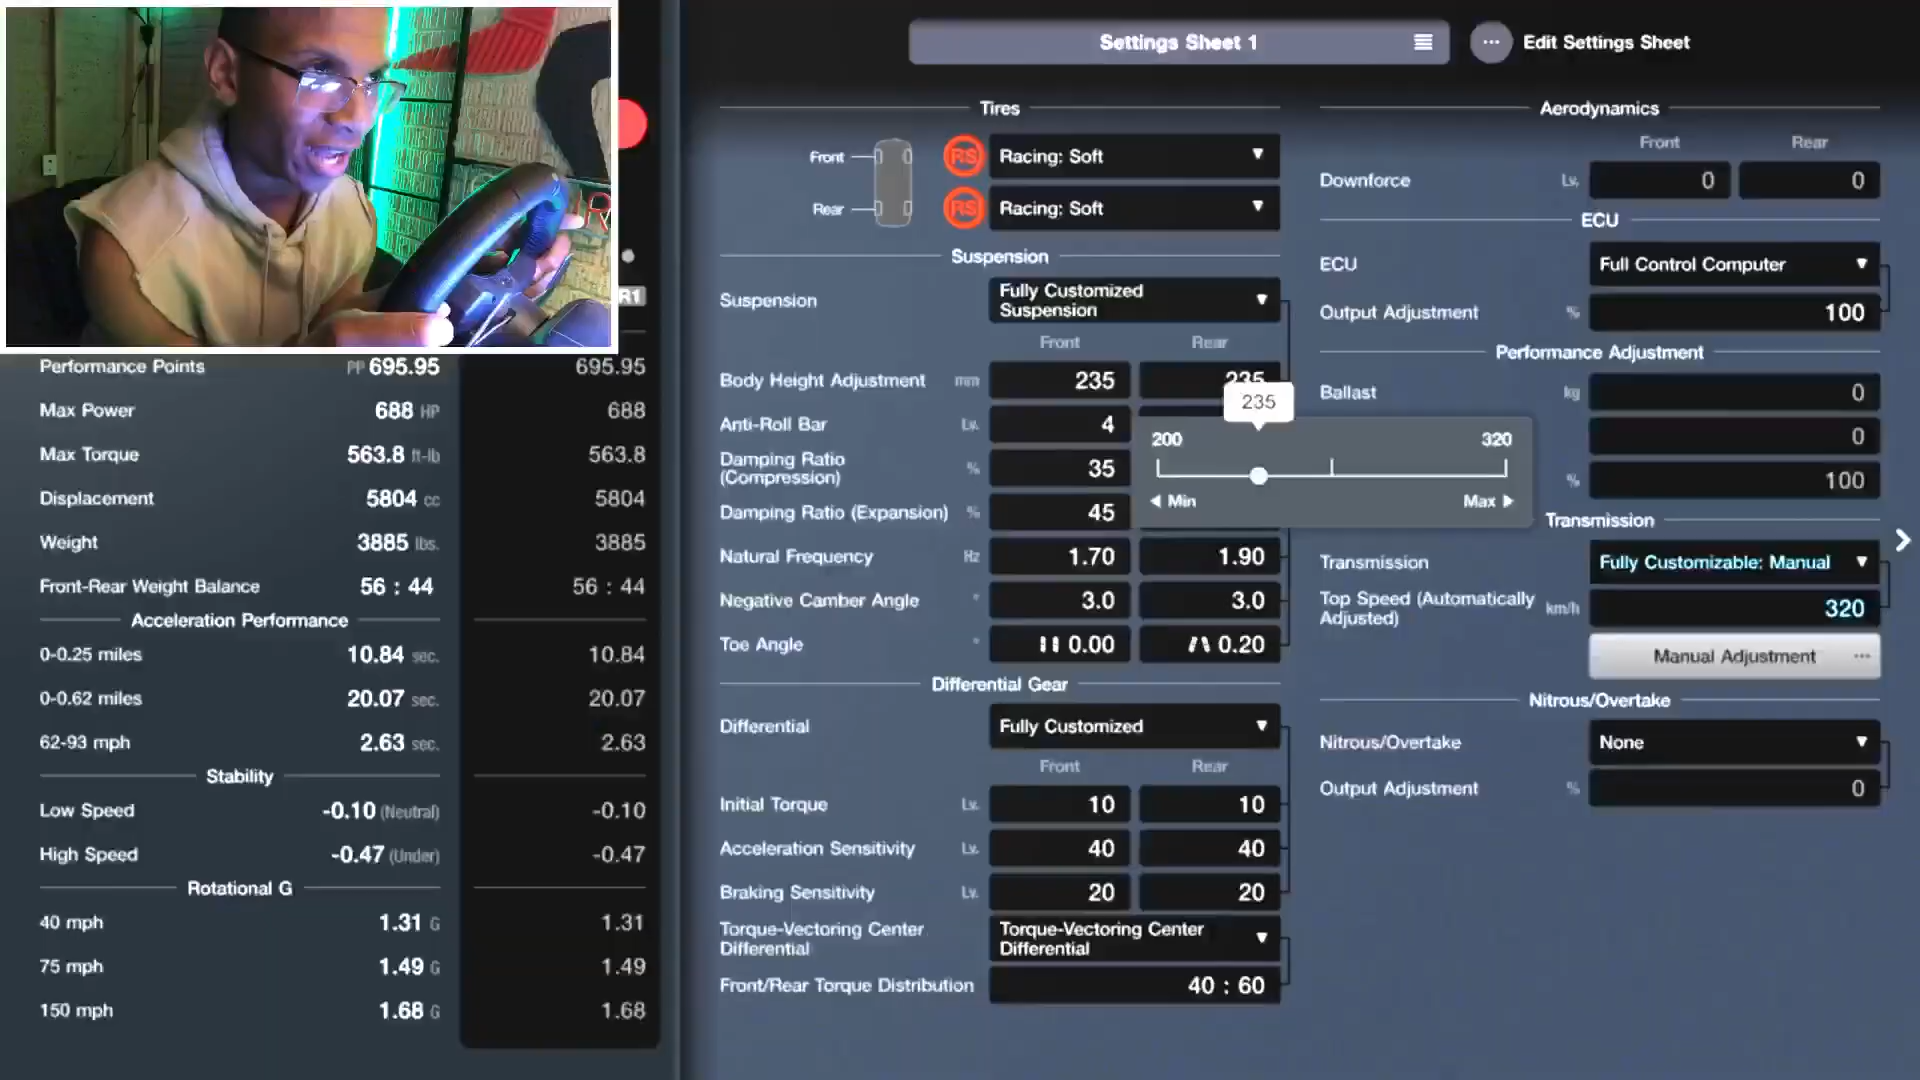 Settings Sheet 1
Edit Settings Sheet
Tires
Front RS Racing: Soft
Rear RS Racing: Soft
Suspension
Suspension Fully Customized Suspension
Front Rear
Body Height Adjustment mm 235 235
235
200 320
Min Max
Anti-Roll Bar Lv. 4
Damping Ratio (Compression) % 35
Damping Ratio (Expansion) % 45
Natural Frequency Hz 1.70 1.90
Negative Camber Angle ° 3.0 3.0
Toe Angle ° 0.00 0.20
Differential Gear
Differential Fully Customized
Front Rear
Initial Torque Lv. 10 10
Acceleration Sensitivity Lv. 40 40
Braking Sensitivity Lv. 20 20
Torque-Vectoring Center Differential Torque-Vectoring Center Differential
Front/Rear Torque Distribution 40 : 60
Aerodynamics
Front Rear
Downforce Lv. 0 0
ECU
ECU Full Control Computer
Output Adjustment % 100
Performance Adjustment
Ballast kg 0
0
% 100
Transmission
Transmission Fully Customizable: Manual
Top Speed (Automatically Adjusted) km/h 320
Manual Adjustment
Nitrous/Overtake
Nitrous/Overtake None
Output Adjustment % 0
R1
Performance Points PP 695.95 695.95
Max Power 688 HP 688
Max Torque 563.8 ft-lb 563.8
Displacement 5804 cc 5804
Weight 3885 lbs. 3885
Front-Rear Weight Balance 56 : 44 56 : 44
Acceleration Performance
0-0.25 miles 10.84 sec. 10.84
0-0.62 miles 20.07 sec. 20.07
62-93 mph 2.63 sec. 2.63
Stability
Low Speed -0.10 (Neutral) -0.10
High Speed -0.47 (Under) -0.47
Rotational G
40 mph 1.31 G 1.31
75 mph 1.49 G 1.49
150 mph 1.68 G 1.68